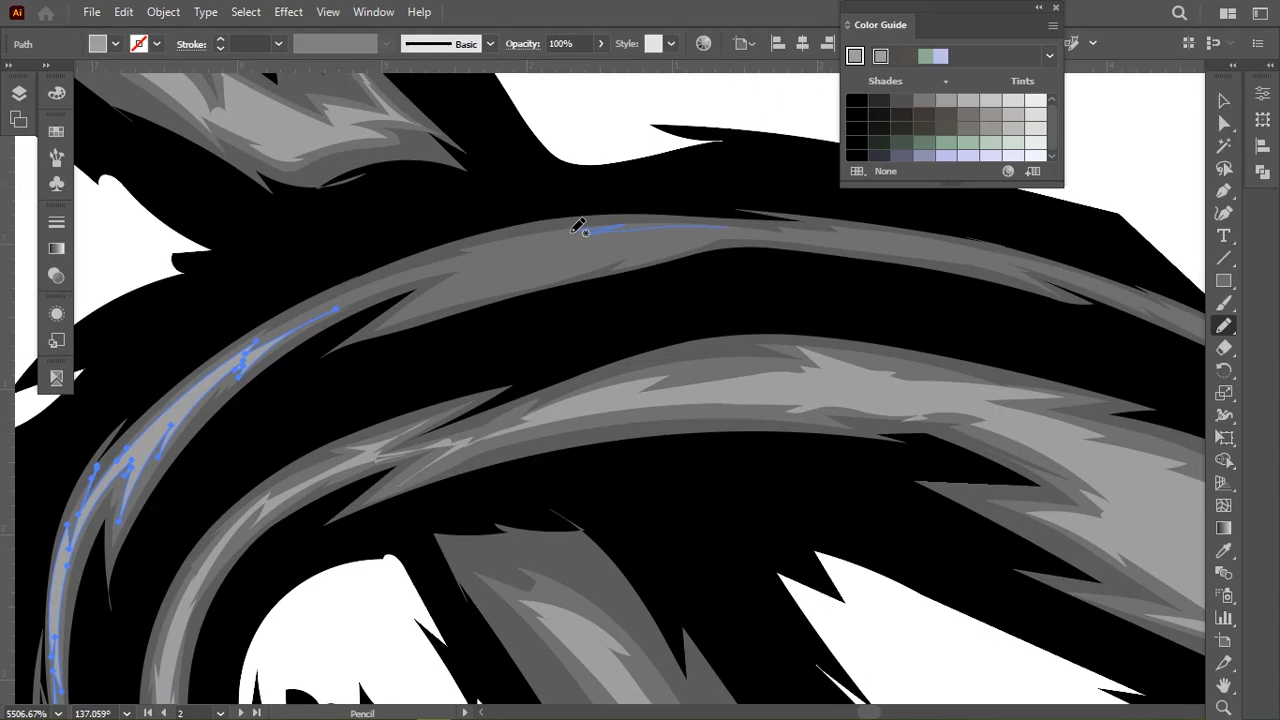 Ai File Edit Object Type Select Effect View Window Help
Color Guide
Path Stroke: Basic Opacity: 100% Style:
Shades Tints
None
5506.67% 137.059° 2 Pencil